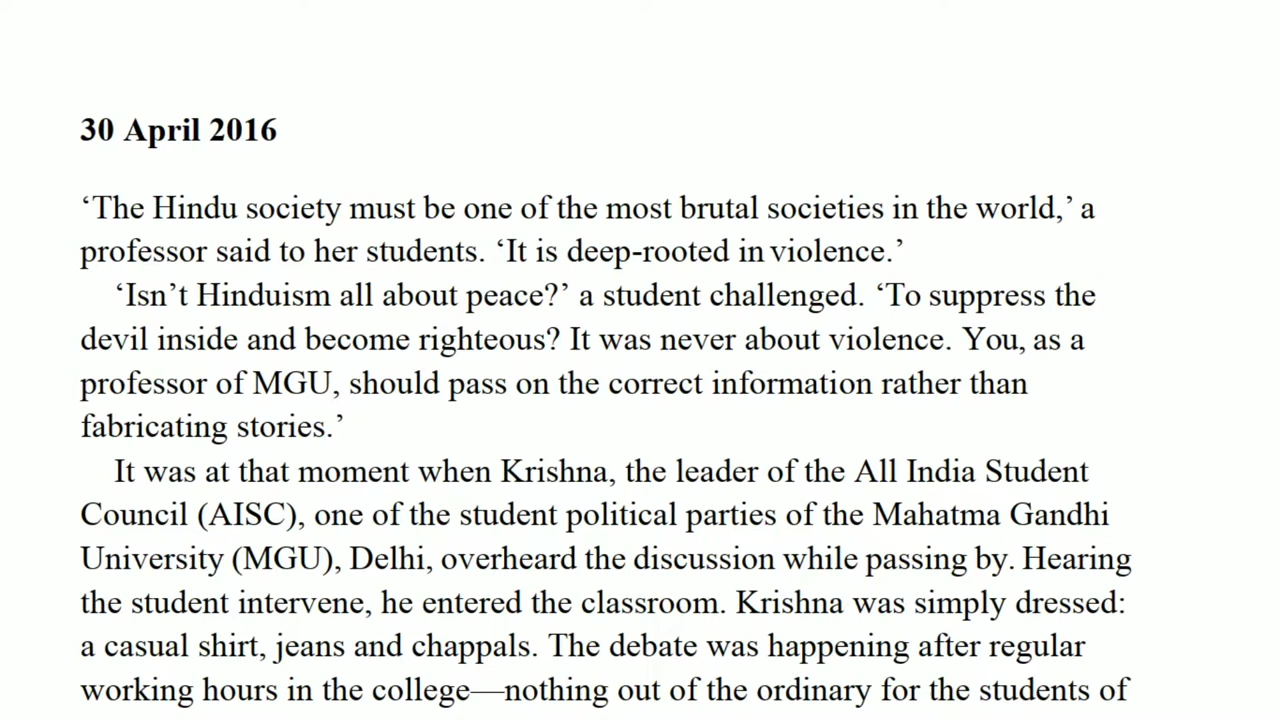 30 April 2016
‘The Hindu society must be one of the most brutal societies in the world,’ a
professor said to her students. ‘It is deep-rooted in violence.’
‘Isn’t Hinduism all about peace?’ a student challenged. ‘To suppress the
devil inside and become righteous? It was never about violence. You, as a
professor of MGU, should pass on the correct information rather than
fabricating stories.’
It was at that moment when Krishna, the leader of the All India Student
Council (AISC), one of the student political parties of the Mahatma Gandhi
University (MGU), Delhi, overheard the discussion while passing by. Hearing
the student intervene, he entered the classroom. Krishna was simply dressed:
a casual shirt, jeans and chappals. The debate was happening after regular
working hours in the college—nothing out of the ordinary for the students of